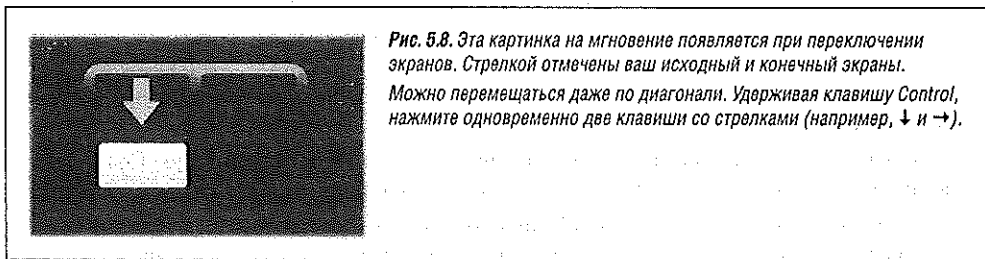 Рис. 5.8. Эта картинка на мгновение появляется при переключении
экранов. Стрелкой отмечены ваш исходный и конечный экраны.
Можно перемещаться даже по диагонали. Удерживая клавишу Control,
нажмите одновременно две клавиши со стрелками (например, ↓ и →).